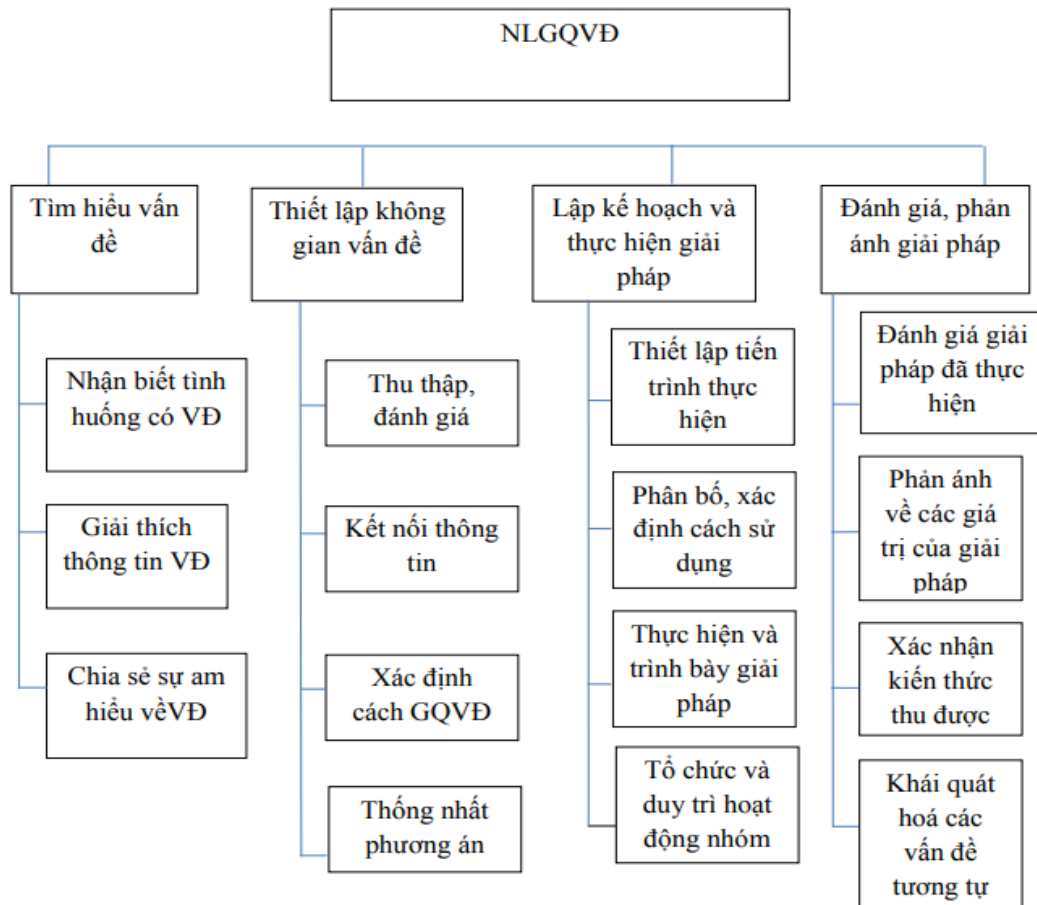 NLGQVĐ
Tìm hiểu vấn
đề
Nhận biết tình
huống có VĐ
Giải thích
thông tin VĐ
Chia sẻ sự am
hiểu vềVĐ
Thiết lập không
gian vấn đề
Thu thập,
đánh giá
Kết nối thông
tin
Xác định
cách GQVĐ
Thống nhất
phương án
Lập kế hoạch và
thực hiện giải
pháp
Thiết lập tiến
trình thực
hiện
Phân bố, xác
định cách sử
dụng
Thực hiện và
trình bày giải
pháp
Tổ chức và
duy trì hoạt
động nhóm
Đánh giá, phản
ánh giải pháp
Đánh giá giải
pháp đã thực
hiện
Phản ánh
về các giá
trị của giải
pháp
Xác nhận
kiến thức
thu được
Khái quát
hoá các
vấn đề
tương tự